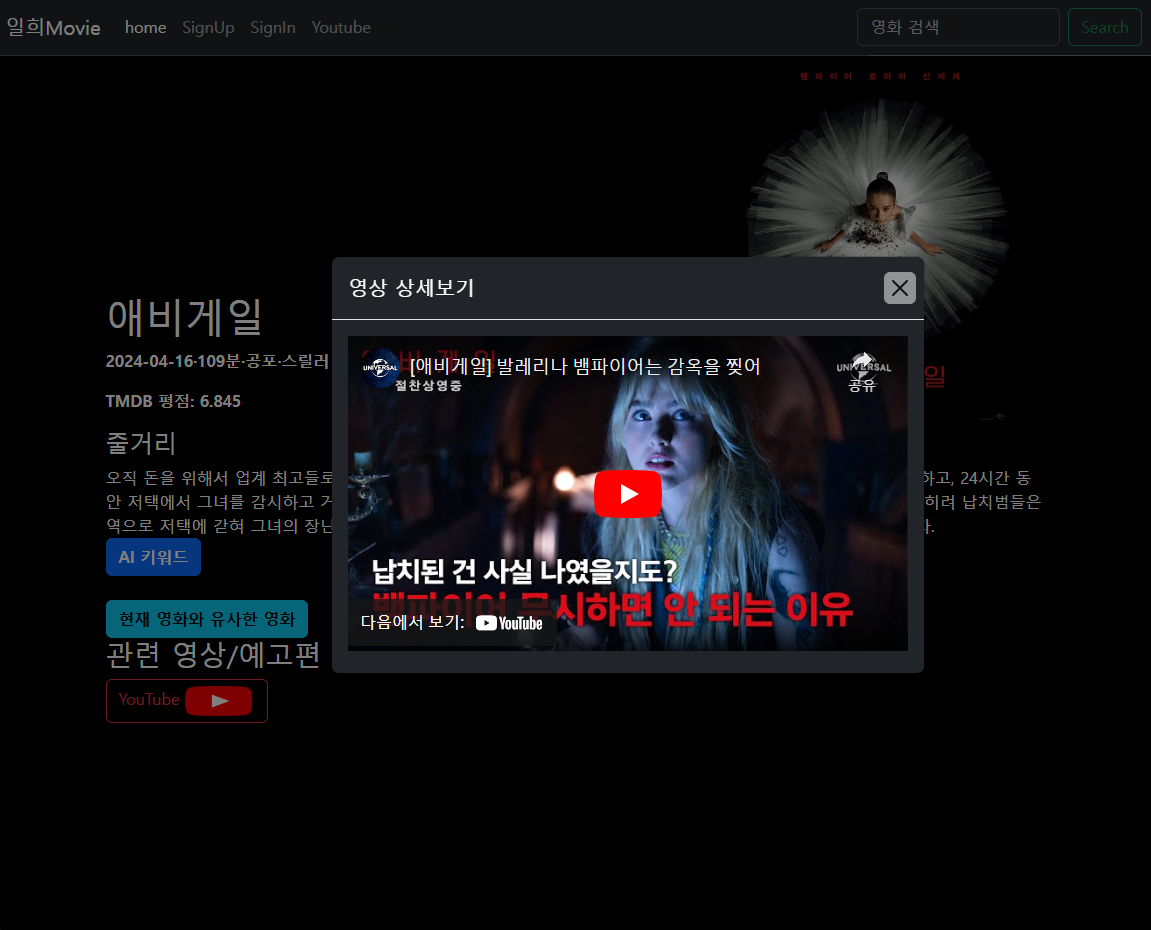 일희Movie home SignUp SignIn Youtube 영화 검색 Search
뱀파이어 호러의 신세계
영상 상세보기
애비게일
2024-04-16·109분·공포·스릴러
TMDB 평점: 6.845
줄거리
오직 돈을 위해서 업계 최고들로
하고, 24시간 동
안 저택에서 그녀를 감시하고
히려 납치범들은
역으로 저택에 갇혀 그녀의
다.
AI 키워드
현재 영화와 유사한 영화
관련 영상/예고편
YouTube
UNIVERSAL
[애비게일] 발레리나 뱀파이어는 감옥을 찢어
절찬상영중
UNIVERSAL
공유
일
납치된 건 사실 나였을지도?
뱀파이어 무시하면 안 되는 이유
다음에서 보기: YouTube